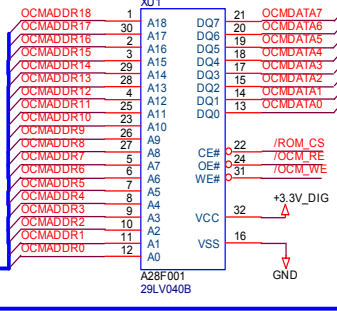 XU1
OCMADDR18 1 A18 DQ7 21 OCMDATA7
OCMADDR17 30 A17 DQ6 20 OCMDATA6
OCMADDR16 2 A16 DQ5 19 OCMDATA5
OCMADDR15 3 A15 DQ4 18 OCMDATA4
OCMADDR14 29 A14 DQ3 17 OCMDATA3
OCMADDR13 28 A13 DQ2 15 OCMDATA2
OCMADDR12 4 A12 DQ1 14 OCMDATA1
OCMADDR11 25 A11 DQ0 13 OCMDATA0
OCMADDR10 23 A10
OCMADDR9 26 A9
OCMADDR8 27 A8 CE# 22 /ROM_CS
OCMADDR7 5 A7 OE# 24 /OCM_RE
OCMADDR6 6 A6 WE# 31 /OCM_WE
OCMADDR5 7 A5
OCMADDR4 8 A4 +3.3V_DIG
OCMADDR3 9 A3 VCC 32
OCMADDR2 10 A2
OCMADDR1 11 A1 VSS 16
OCMADDR0 12 A0
A28F001 GND
29LV040B